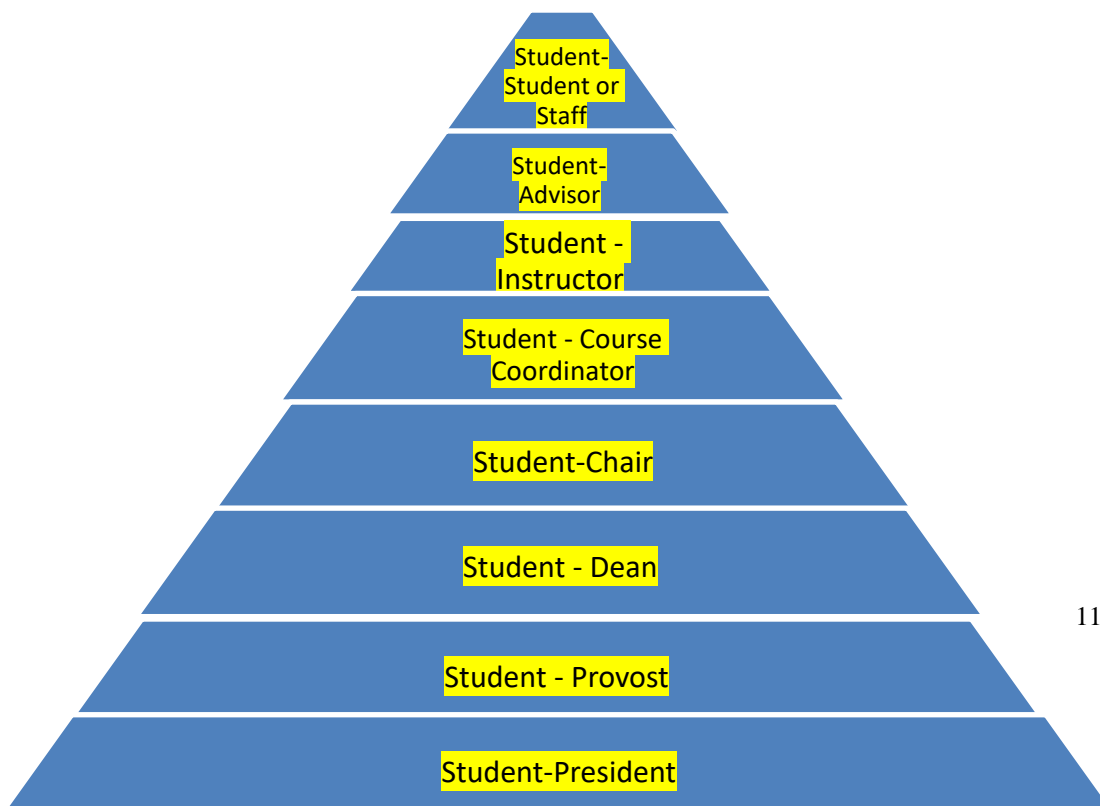 Student-
Student or
Staff
Student-
Advisor
Student -
Instructor
Student - Course
Coordinator
Student-Chair
Student - Dean
11
Student - Provost
Student-President